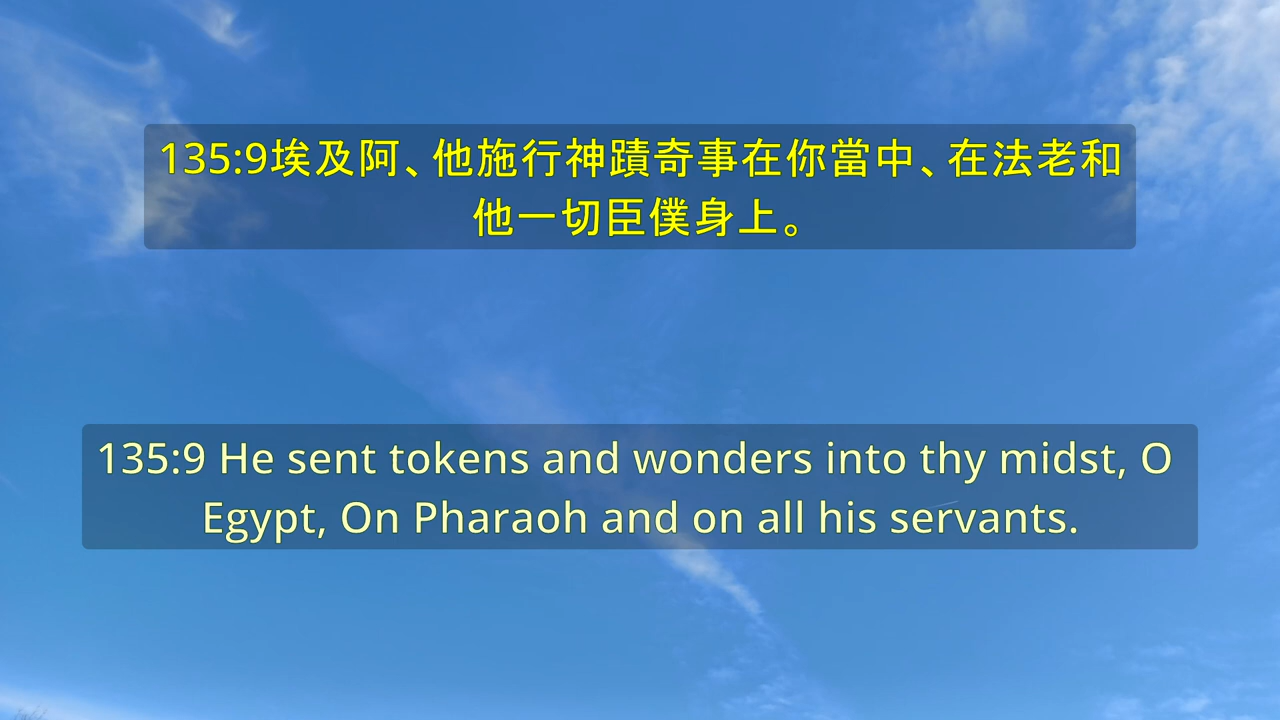 135:9埃及阿、他施行神蹟奇事在你當中、在法老和
他一切臣僕身上。
135:9 He sent tokens and wonders into thy midst, O
Egypt, On Pharaoh and on all his servants.